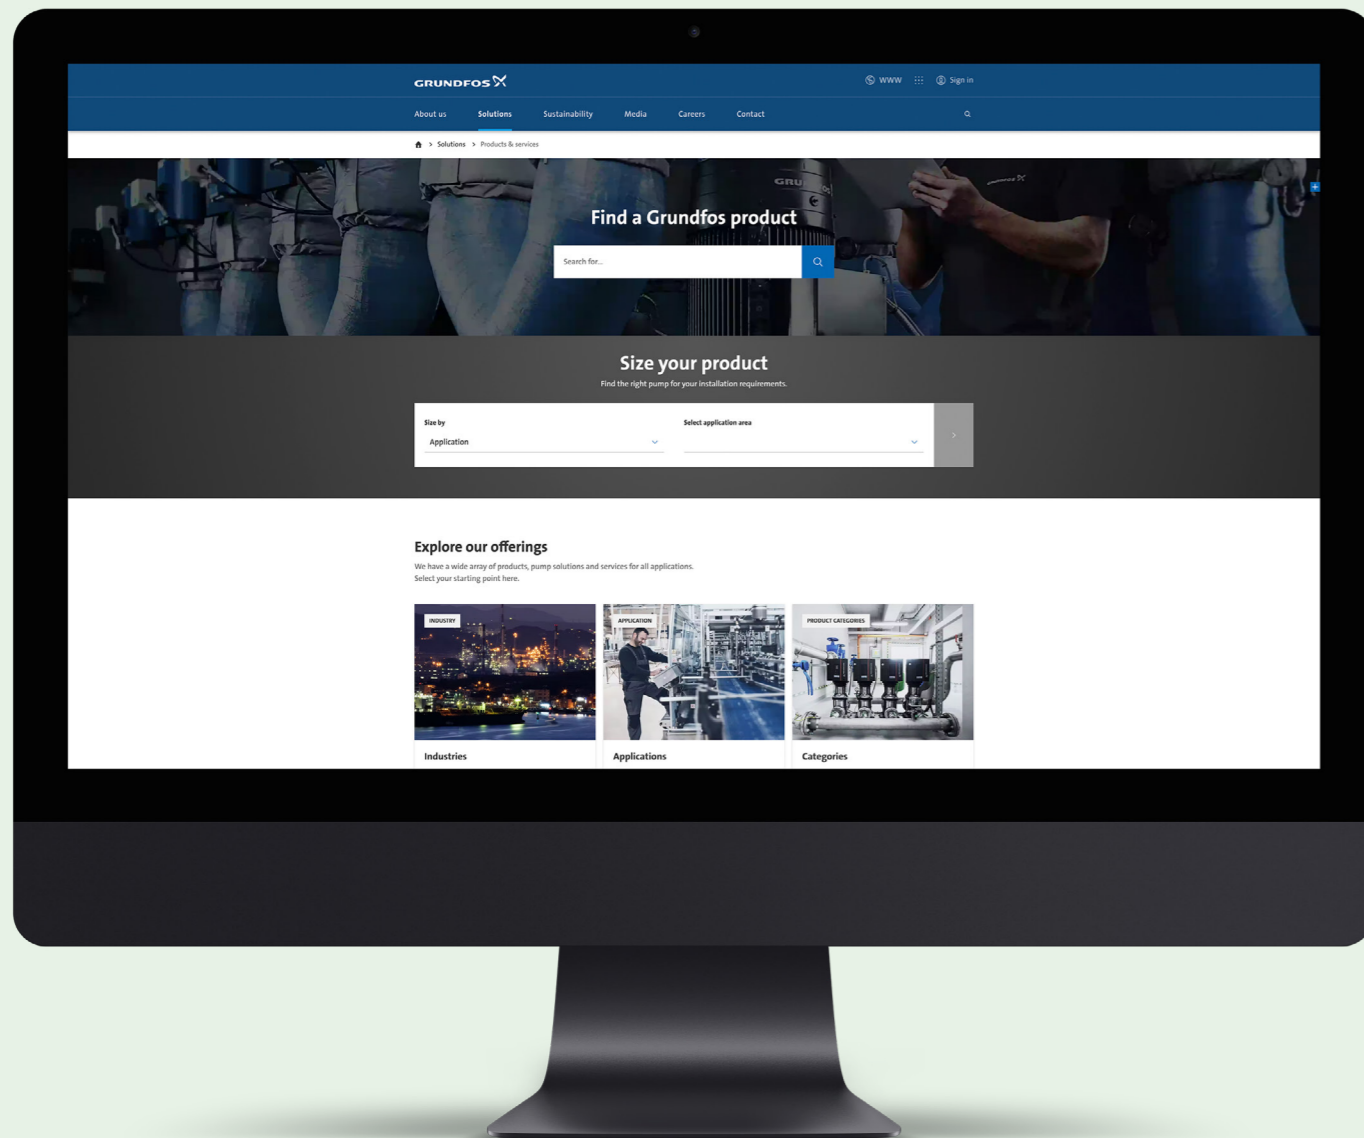 GRUNDFOS
WWW
Sign in
About us
Solutions
Sustainability
Media
Careers
Contact
> Solutions > Products & services
GRU
Find a Grundfos product
Search for...
Size your product
Find the right pump for your installation requirements.
Size by
Application
Select application area
Explore our offerings
We have a wide array of products, pump solutions and services for all applications.
Select your starting point here.
INDUSTRY
APPLICATION
PRODUCT CATEGORIES
Industries
Applications
Categories